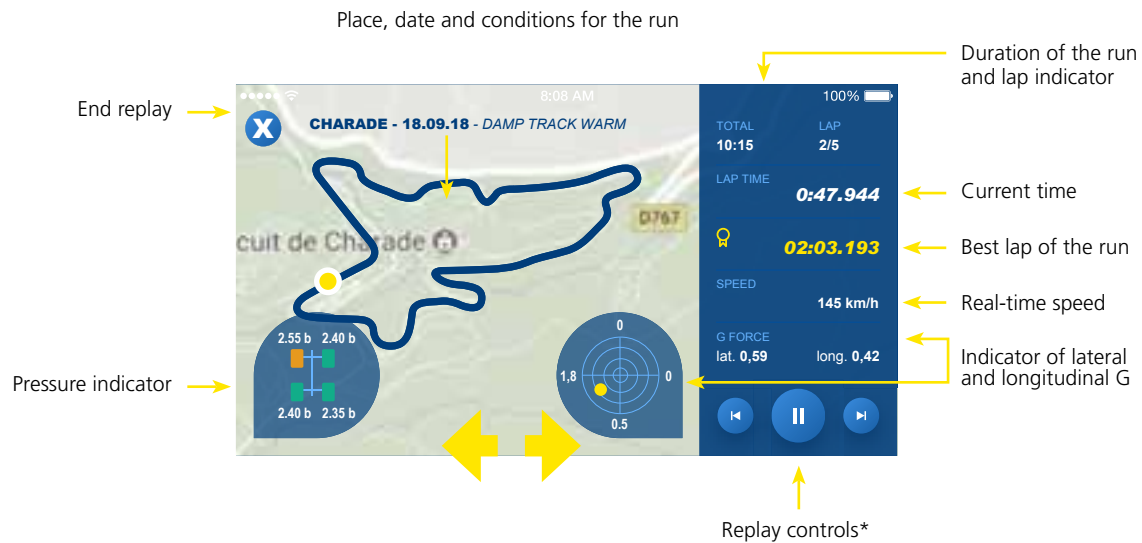 Place, date and conditions for the run
Duration of the run
and lap indicator
End replay
8:08 AM
100%
X
CHARADE - 18.09.18 - DAMP TRACK WARM
TOTAL LAP
10:15 2/5
LAP TIME
0:47.944
Current time
D767
cuit de Charade
02:03.193
Best lap of the run
SPEED
145 km/h
Real-time speed
G FORCE
lat. 0,59 long. 0,42
Indicator of lateral
and longitudinal G
Pressure indicator
2.55 b 2.40 b
2.40 b 2.35 b
0
1,8 0
0.5
Replay controls*